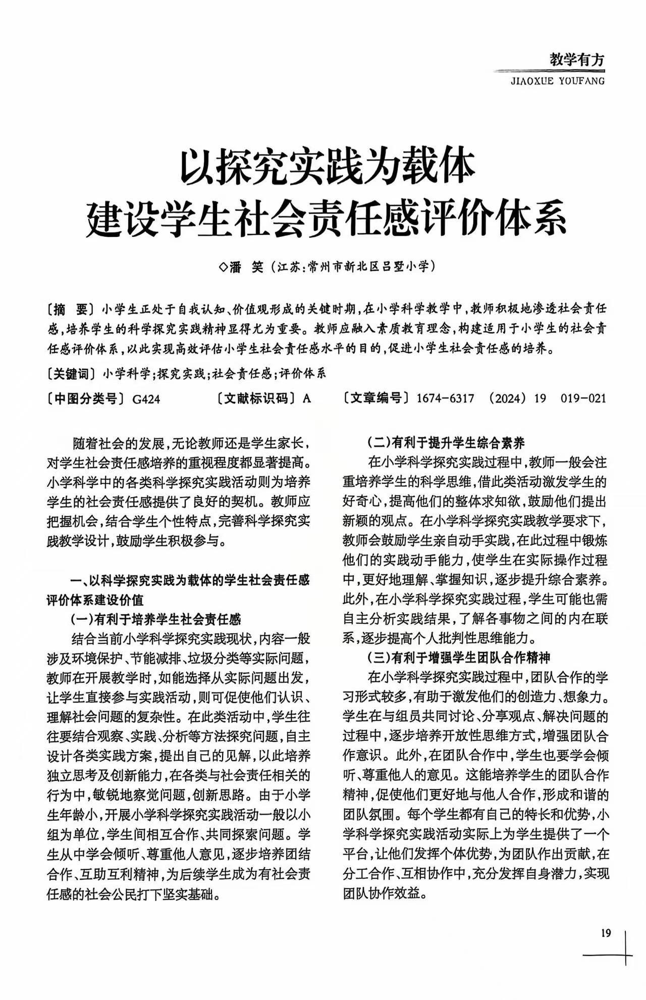 教学有方
JIAOXUE YOUFANG
以探究实践为载体
建设学生社会责任感评价体系
◇潘 笑（江苏：常州市新北区吕墅小学）
〔摘 要〕小学生正处于自我认知、价值观形成的关键时期，在小学科学教学中，教师积极地渗透社会责任
感，培养学生的科学探究实践精神显得尤为重要。教师应融入素质教育理念，构建适用于小学生的社会责
任感评价体系，以此实现高效评估小学生社会责任感水平的目的，促进小学生社会责任感的培养。
〔关键词〕小学科学；探究实践；社会责任感；评价体系
〔中图分类号〕G424 〔文献标识码〕A 〔文章编号〕1674-6317 （2024）19 019-021
随着社会的发展，无论教师还是学生家长，
对学生社会责任感培养的重视程度都显著提高。
小学科学中的各类科学探究实践活动则为培养
学生的社会责任感提供了良好的契机。教师应
把握机会，结合学生个性特点，完善科学探究实
践教学设计，鼓励学生积极参与。
一、以科学探究实践为载体的学生社会责任感
评价体系建设价值
（一）有利于培养学生社会责任感
结合当前小学科学探究实践现状，内容一般
涉及环境保护、节能减排、垃圾分类等实际问题，
教师在开展教学时，如能选择从实际问题出发，
让学生直接参与实践活动，则可促使他们认识、
理解社会问题的复杂性。在此类活动中，学生往
往要结合观察、实践、分析等方法探究问题，自主
设计各类实践方案，提出自己的见解，以此培养
独立思考及创新能力，在各类与社会责任相关的
行为中，敏锐地察觉问题，创新思路。由于小学
生年龄小，开展小学科学探究实践活动一般以小
组为单位，学生间相互合作、共同探索问题。学
生从中学会倾听、尊重他人意见，逐步培养团结
合作、互助互利精神，为后续学生成为有社会责
任感的社会公民打下坚实基础。
（二）有利于提升学生综合素养
在小学科学探究实践过程中，教师一般会注
重培养学生的科学思维，借此类活动激发学生的
好奇心，提高他们的整体求知欲，鼓励他们提出
新颖的观点。在小学科学探究实践教学要求下，
教师会鼓励学生亲自动手实践，在此过程中锻炼
他们的实践动手能力，使学生在实际操作过程
中，更好地理解、掌握知识，逐步提升综合素养。
此外，在小学科学探究实践过程，学生可能也需
自主分析实践结果，了解各事物之间的内在联
系，逐步提高个人批判性思维能力。
（三）有利于增强学生团队合作精神
在小学科学探究实践过程中，团队合作的学
习形式较多，有助于激发他们的创造力、想象力。
学生在与组员共同讨论、分享观点、解决问题的
过程中，逐步培养开放性思维方式，增强团队合
作意识。此外，在团队合作中，学生也要学会倾
听、尊重他人的意见。这能培养学生的团队合作
精神，促使他们更好地与他人合作，形成和谐的
团队氛围。每个学生都有自己的特长和优势，小
学科学探究实践活动实际上为学生提供了一个
平台，让他们发挥个体优势，为团队作出贡献，在
分工合作、互相协作中，充分发挥自身潜力，实现
团队协作效益。
19